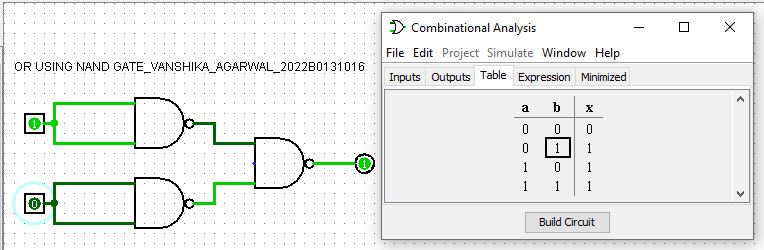 OR USING NAND GATE_VANSHIKA_AGARWAL_2022B0131016
1
0
1
Combinational Analysis
File Edit Project Simulate Window Help
Inputs Outputs Table Expression Minimized
a b x
0 0 0
0 1 1
1 0 1
1 1 1
Build Circuit